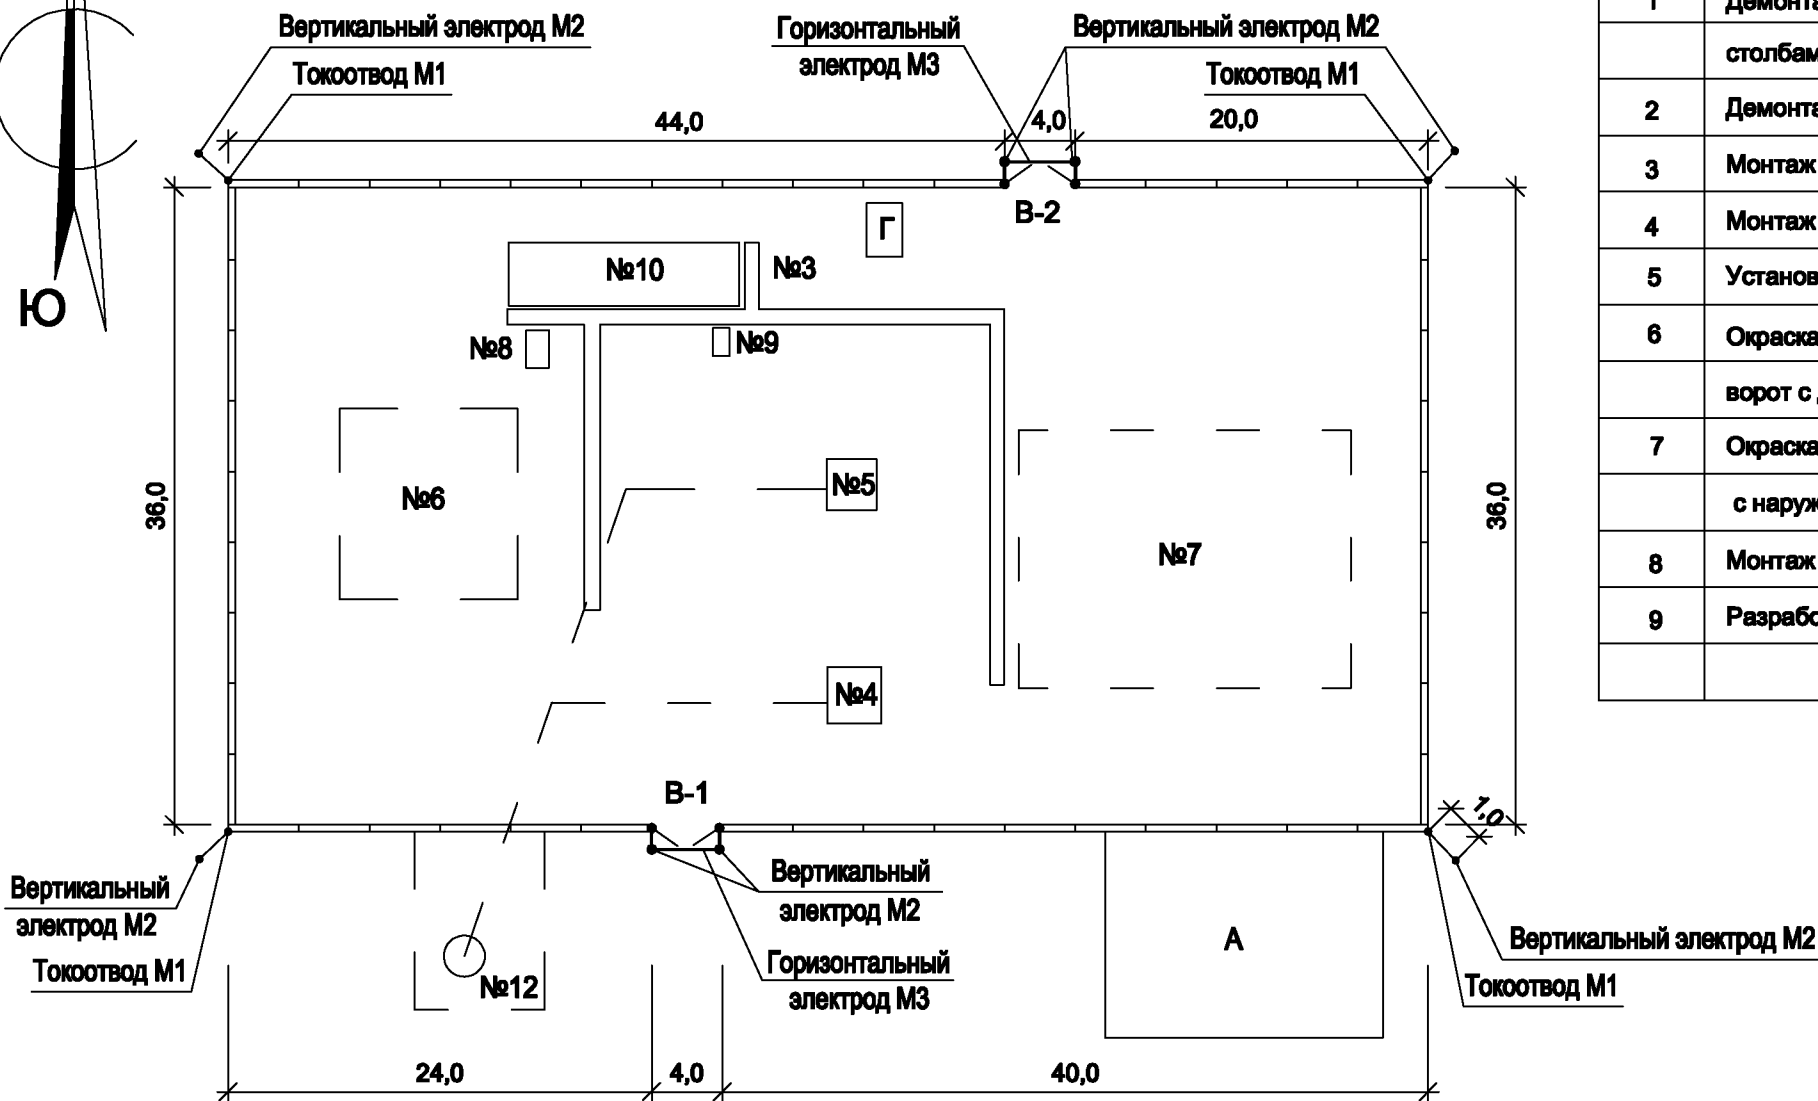 Вертикальный электрод М2
Токоотвод М1
Горизонтальный
электрод М3
Вертикальный электрод М2
Токоотвод М1
44,0
4,0
20,0
Ю
В-2
Г
№10
№3
№8
№9
№6
№5
№7
№4
36,0
36,0
В-1
1,0
Вертикальный
электрод М2
Токоотвод М1
Вертикальный
электрод М2
Горизонтальный
электрод М3
№12
А
Вертикальный электрод М2
Токоотвод М1
24,0
4,0
40,0
1
столбам
2
3 Монтаж
4 Монтаж
5
6 Окраска
ворот с
7 Окраска
с наруж
8 Монтаж
9